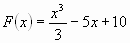 F(x) = x³/3 − 5x + 10